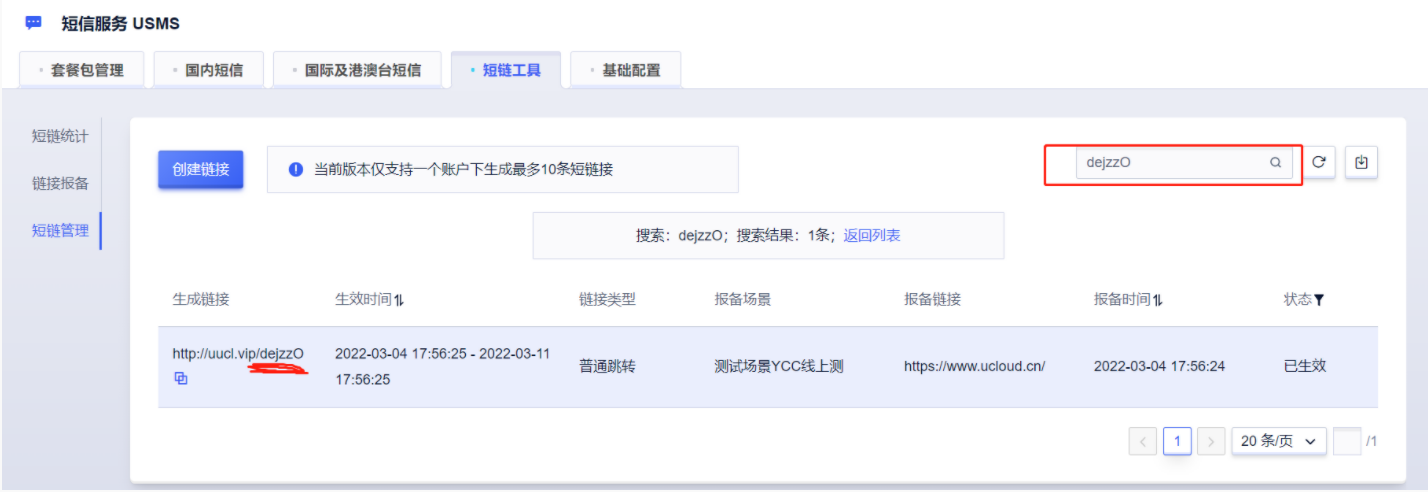 短信服务 USMS
套餐包管理 国内短信 国际及港澳台短信 短链工具 基础配置
短链统计
链接报备
短链管理
创建链接 当前版本仅支持一个账户下生成最多10条短链接 dejzzO
搜索：dejzzO；搜索结果：1条；返回列表
生成链接 生效时间 链接类型 报备场景 报备链接 报备时间 状态
http://uucl.vip/dejzzO 2022-03-04 17:56:25 - 2022-03-11
17:56:25 普通跳转 测试场景YCC线上测 https://www.ucloud.cn/ 2022-03-04 17:56:24 已生效
1 20 条/页 /1